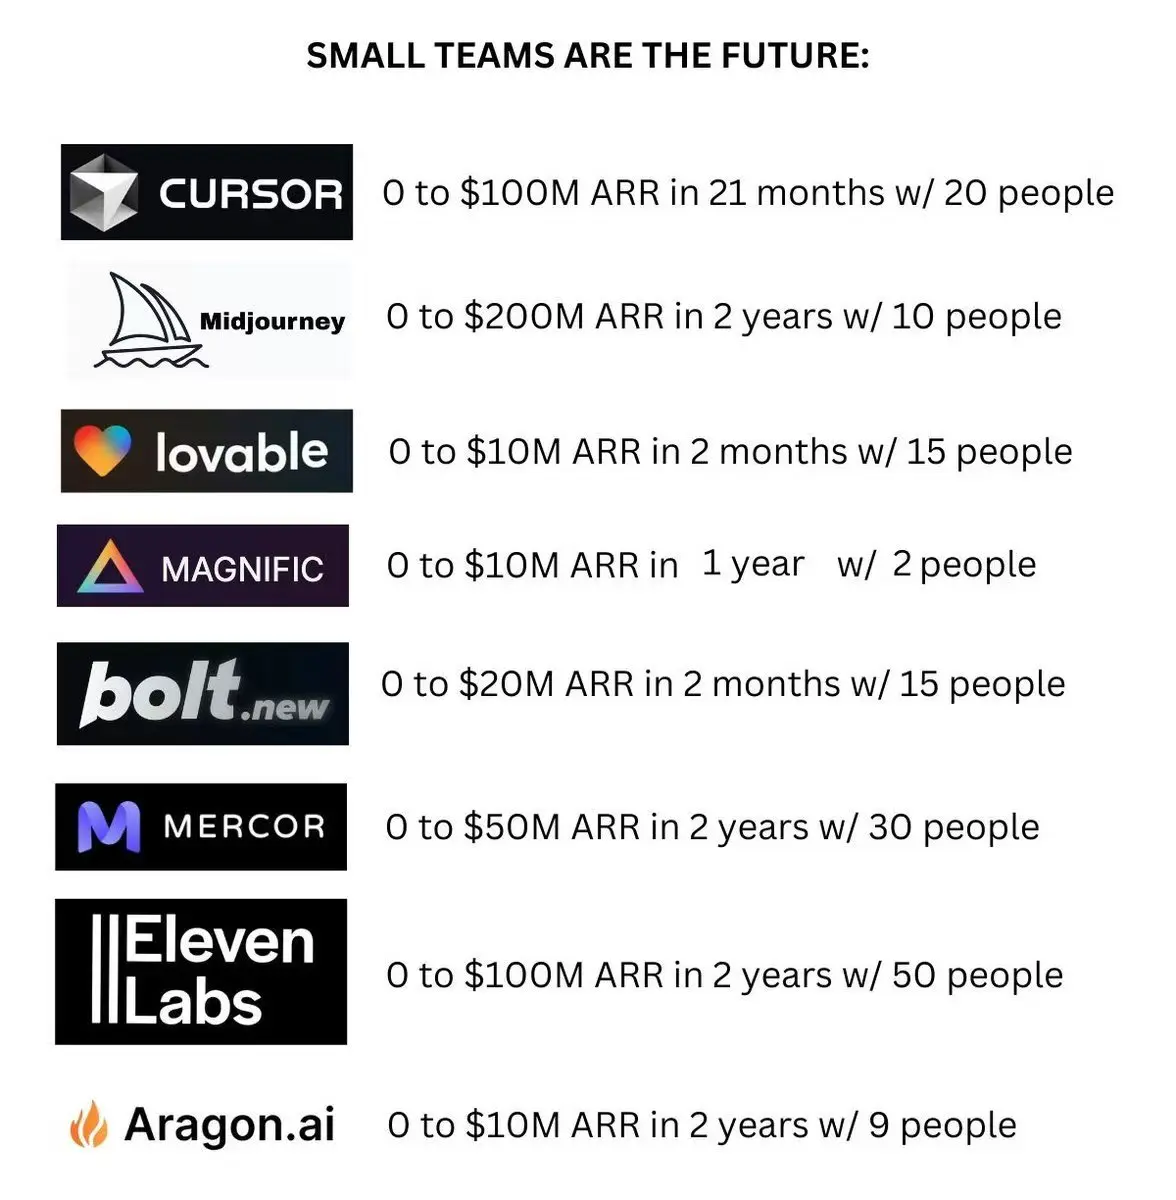 SMALL TEAMS ARE THE FUTURE:
CURSOR 0 to $100M ARR in 21 months w/ 20 people
Midjourney 0 to $200M ARR in 2 years w/ 10 people
lovable 0 to $10M ARR in 2 months w/ 15 people
MAGNIFIC 0 to $10M ARR in 1 year w/ 2 people
bolt.new 0 to $20M ARR in 2 months w/ 15 people
MERCOR 0 to $50M ARR in 2 years w/ 30 people
||Eleven
Labs 0 to $100M ARR in 2 years w/ 50 people
Aragon.ai 0 to $10M ARR in 2 years w/ 9 people